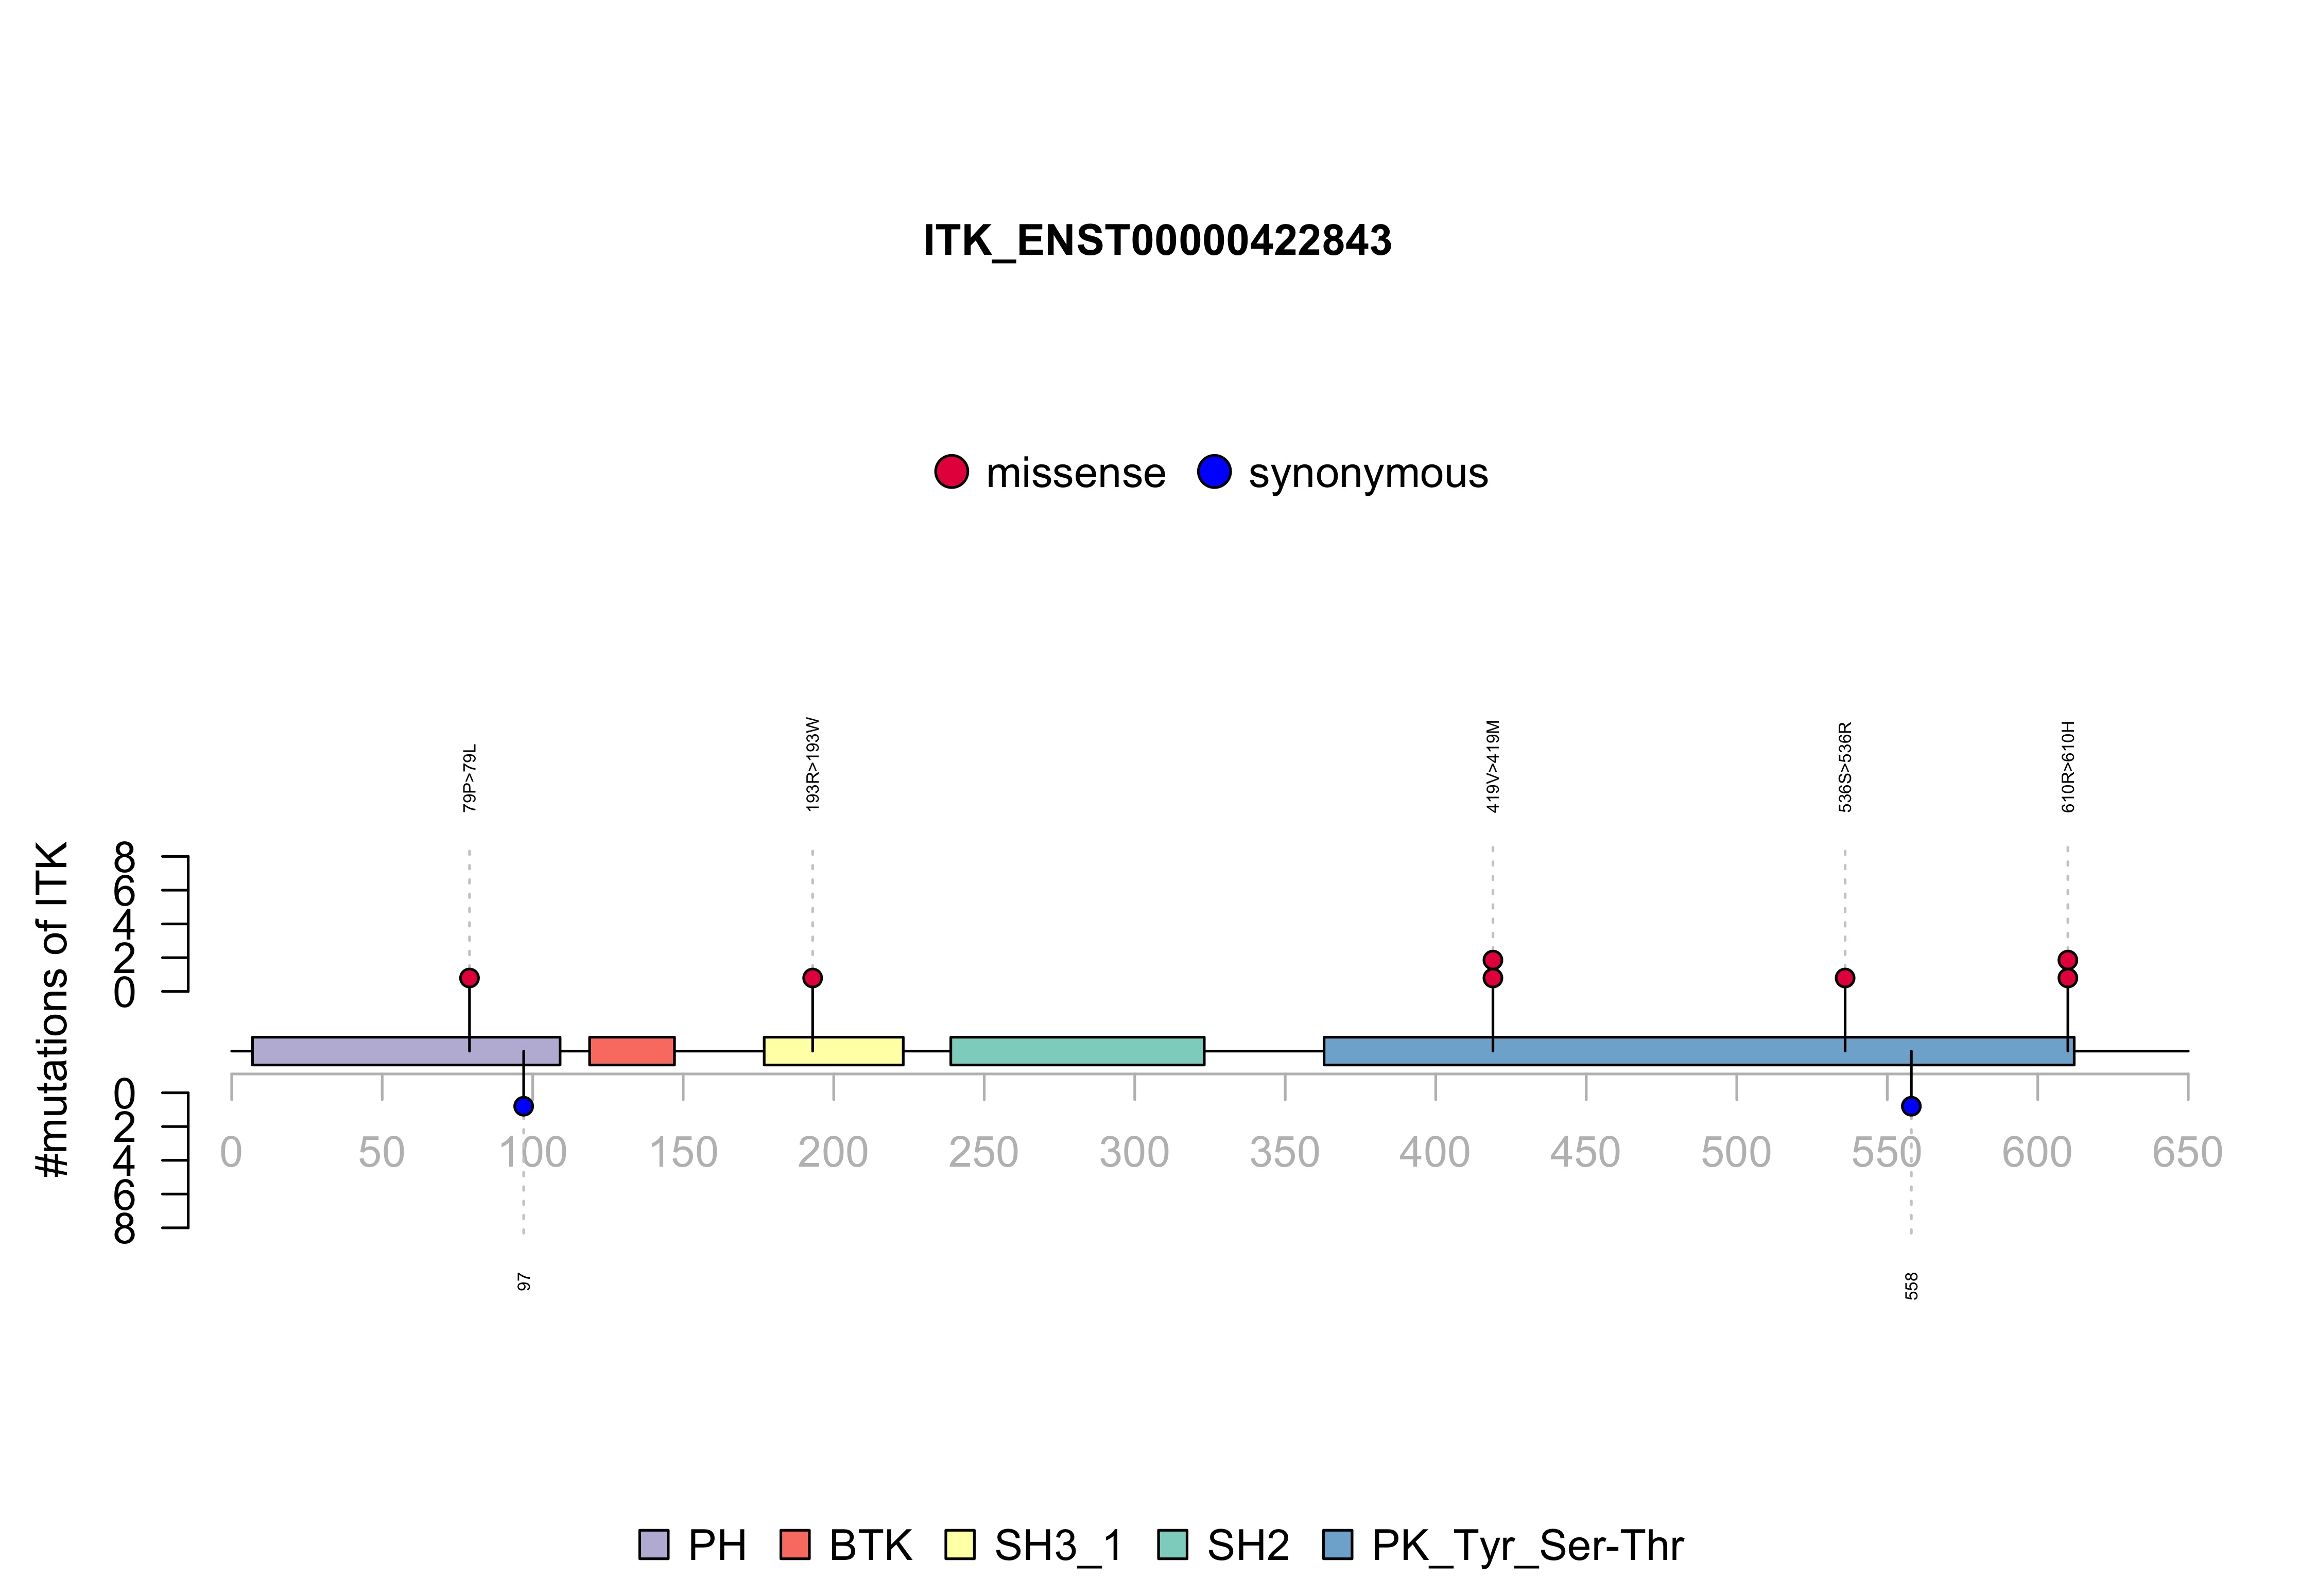 ITK_ENST00000422843
missense synonymous
79P>79L
193R>193W
419V>419M
536S>536R
610R>610H
#mutations of ITK
8
6
4
2
0
0
2
4
6
8
0 50 100 150 200 250 300 350 400 450 500 550 600 650
97
558
PH BTK SH3_1 SH2 PK_Tyr_Ser-Thr